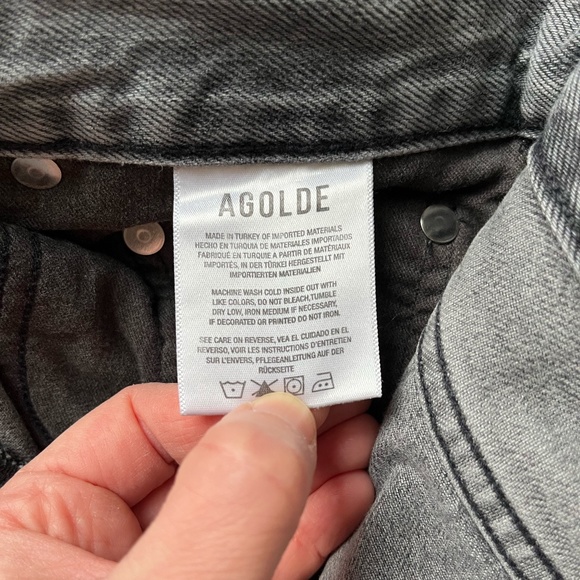 AGOLDE
MADE IN TURKEY OF IMPORTED MATERIALS
HECHO EN TURQUIA DE MATERIALES IMPORTADOS
FABRIQUÉ EN TURQUIE A PARTIR DE MATÉRIAUX
IMPORTÉS, IN DER TÜRKEI HERGESTELLT MIT
IMPORTIERTEN MATERIALIEN
MACHINE WASH COLD INSIDE OUT WITH
LIKE COLORS, DO NOT BLEACH,TUMBLE
DRY LOW, IRON MEDIUM IF NECESSARY,
IF DECORATED OR PRINTED DO NOT IRON.
SEE CARE ON REVERSE, VEA EL CUIDADO EN EL
REVERSO, VOIR LES INSTRUCTIONS D'ENTRETIEN
SUR L'ENVERS, PFLEGEANLEITUNG AUF DER
RÜCKSEITE